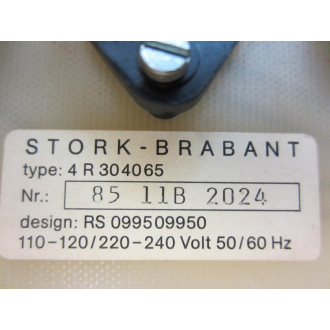 STORK-BRABANT
type: 4 R 304065
Nr.: 85 11B 2024
design: RS 099509950
110-120/220-240 Volt 50/60 Hz